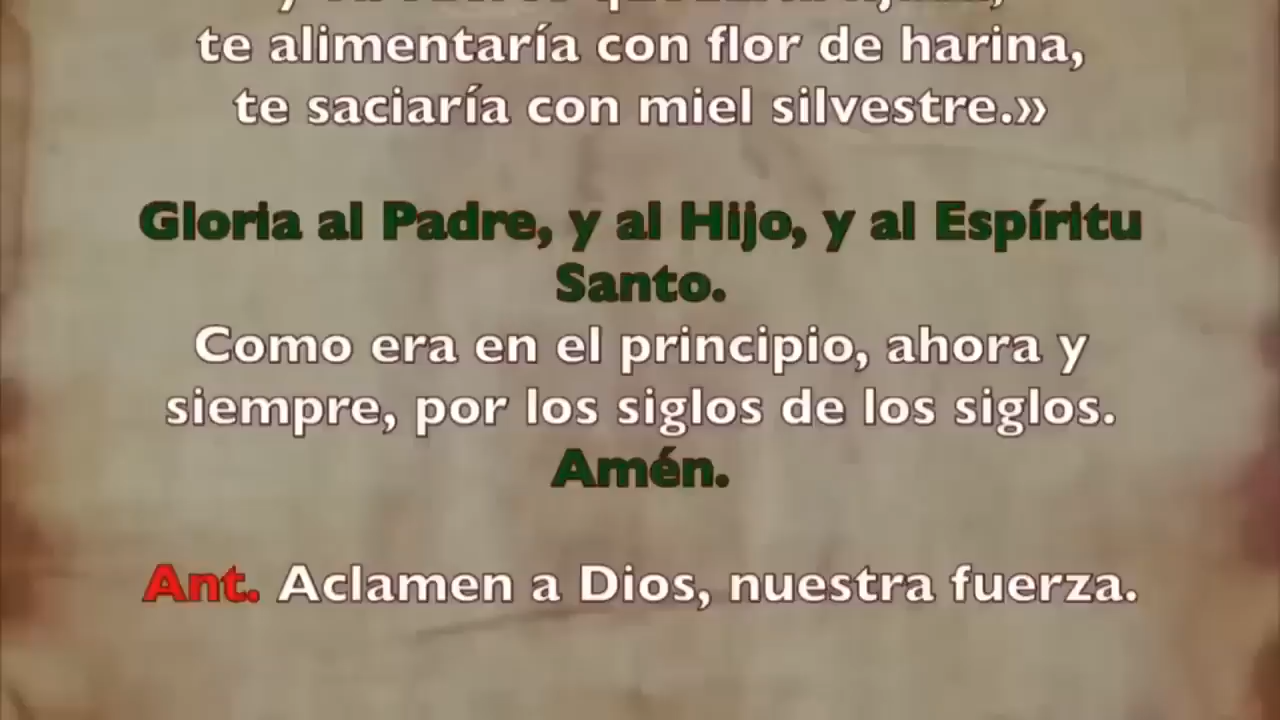 te alimentaría con flor de harina,
te saciaría con miel silvestre.»
Gloria al Padre, y al Hijo, y al Espíritu
Santo.
Como era en el principio, ahora y
siempre, por los siglos de los siglos.
Amén.
Ant. Aclamen a Dios, nuestra fuerza.